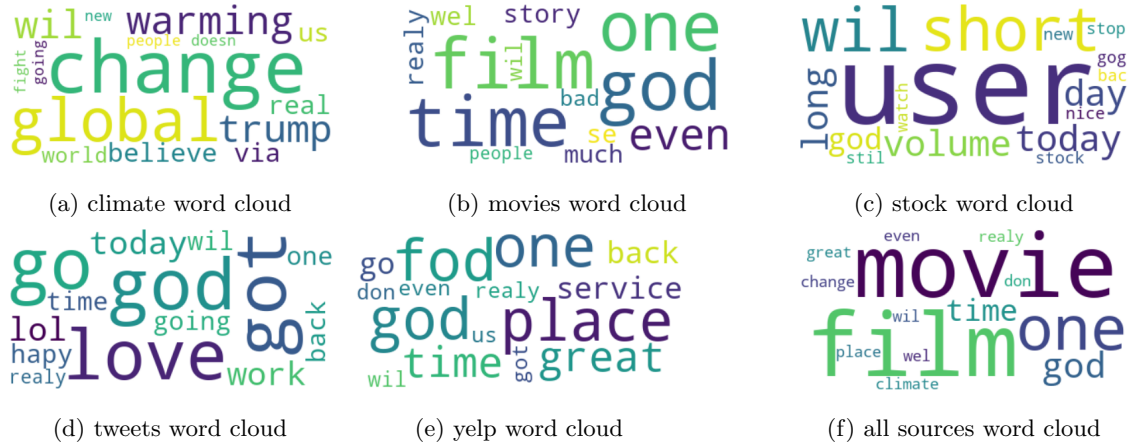 wil new warming us
people doesn
fight going change
global real
trump
world believe via
wel story one
realy film wil
time bad god
se even
people much
wil short new stop
user gog
bac
long watch day
nice
god volume today
stil stock
(a) climate word cloud
(b) movies word cloud
(c) stock word cloud
go today wil got one
god
time
lol going back
hapy love
realy work
go fod one back
don even realy service
god us place
time got great
wil
even realy
great movie
change don
film wil time one
place wel god
climate
(d) tweets word cloud
(e) yelp word cloud
(f) all sources word cloud